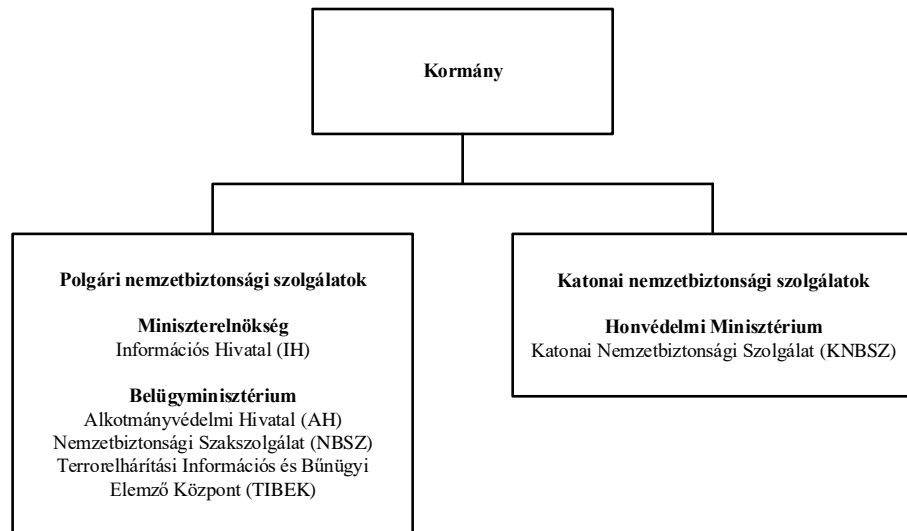 Kormány
Polgári nemzetbiztonsági szolgálatok
Miniszterelnökség
Információs Hivatal (IH)
Belügyminisztérium
Alkotmányvédelmi Hivatal (AH)
Nemzetbiztonsági Szakszolgálat (NBSZ)
Terrorelhárítási Információs és Bűnügyi
Elemző Központ (TIBEK)
Katonai nemzetbiztonsági szolgálatok
Honvédelmi Minisztérium
Katonai Nemzetbiztonsági Szolgálat (KNBSZ)